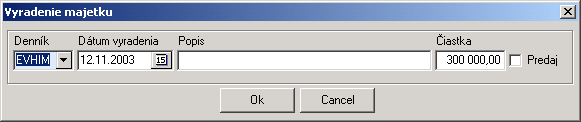 Vyradenie majetku
Denník Dátum vyradenia Popis Čiastka
EVHIM 12.11.2003 15 300 000,00 Predaj
Ok Cancel